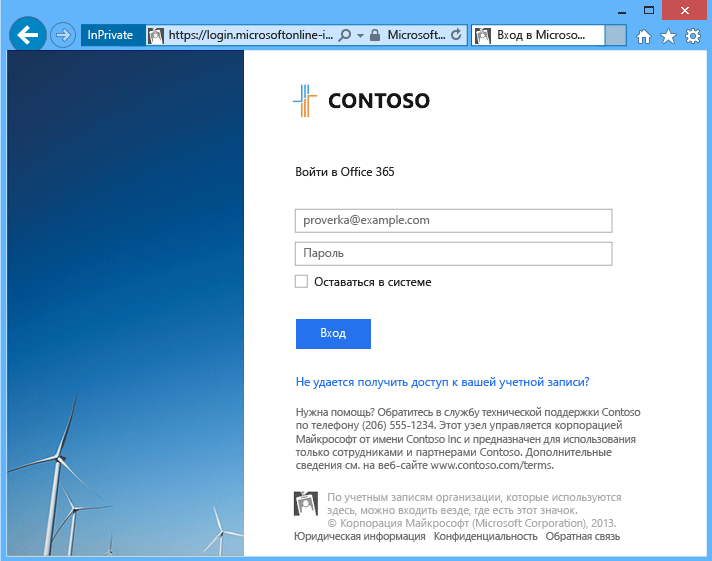 InPrivate https://login.microsoftonline-i... Microsoft... Вход в Microso...
CONTOSO
Войти в Office 365
proverka@example.com
Пароль
Оставаться в системе
Вход
Не удается получить доступ к вашей учетной записи?
Нужна помощь? Обратитесь в службу технической поддержки Contoso
по телефону (206) 555-1234. Этот узел управляется корпорацией
Майкрософт от имени Contoso Inc и предназначен для использования
только сотрудниками и партнерами Contoso. Дополнительные
сведения см. на веб-сайте www.contoso.com/terms.
По учетным записям организации, которые используются
здесь, можно входить везде, где есть этот значок.
© Корпорация Майкрософт (Microsoft Corporation), 2013.
Юридическая информация Конфиденциальность Обратная связь